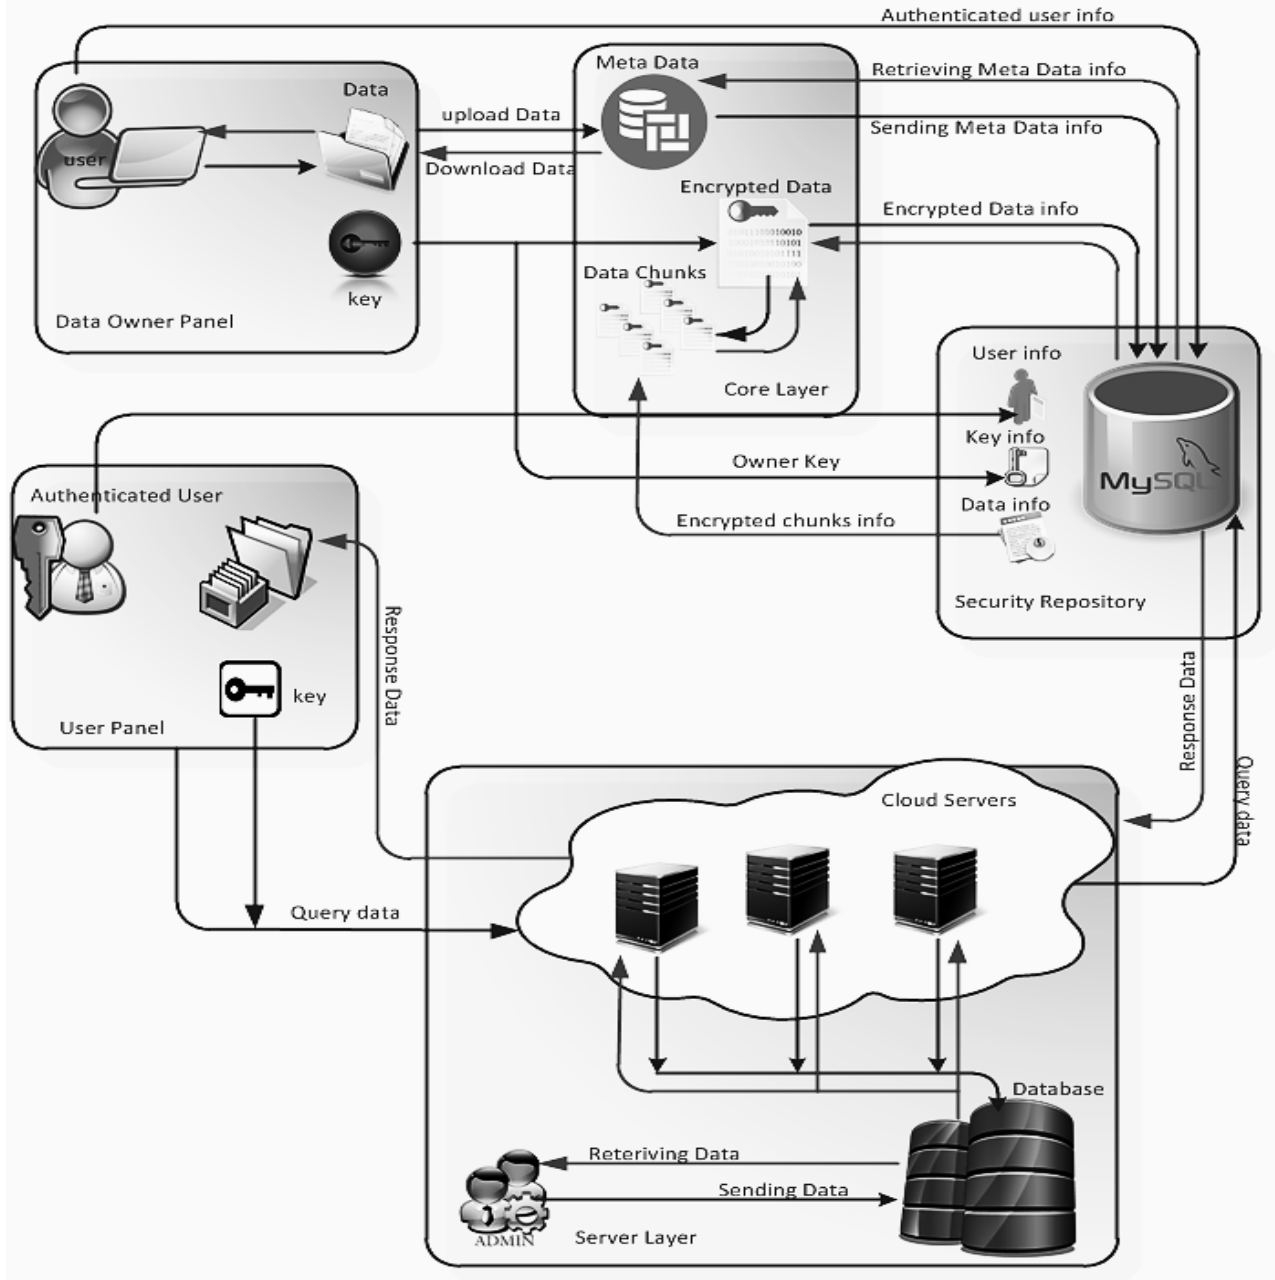 Authenticated user info
Meta Data
Retrieving Meta Data info
Data
upload Data
Sending Meta Data info
user
Download Data
Encrypted Data
Encrypted Data info
Data Chunks
key
Data Owner Panel
User info
Core Layer
Key info
Owner Key
Authenticated User
Data info
Encrypted chunks info
MySQL
Security Repository
Response Data
key
User Panel
Response Data
Query data
Cloud Servers
Query data
Database
Reteriving Data
Sending Data
ADMIN
Server Layer